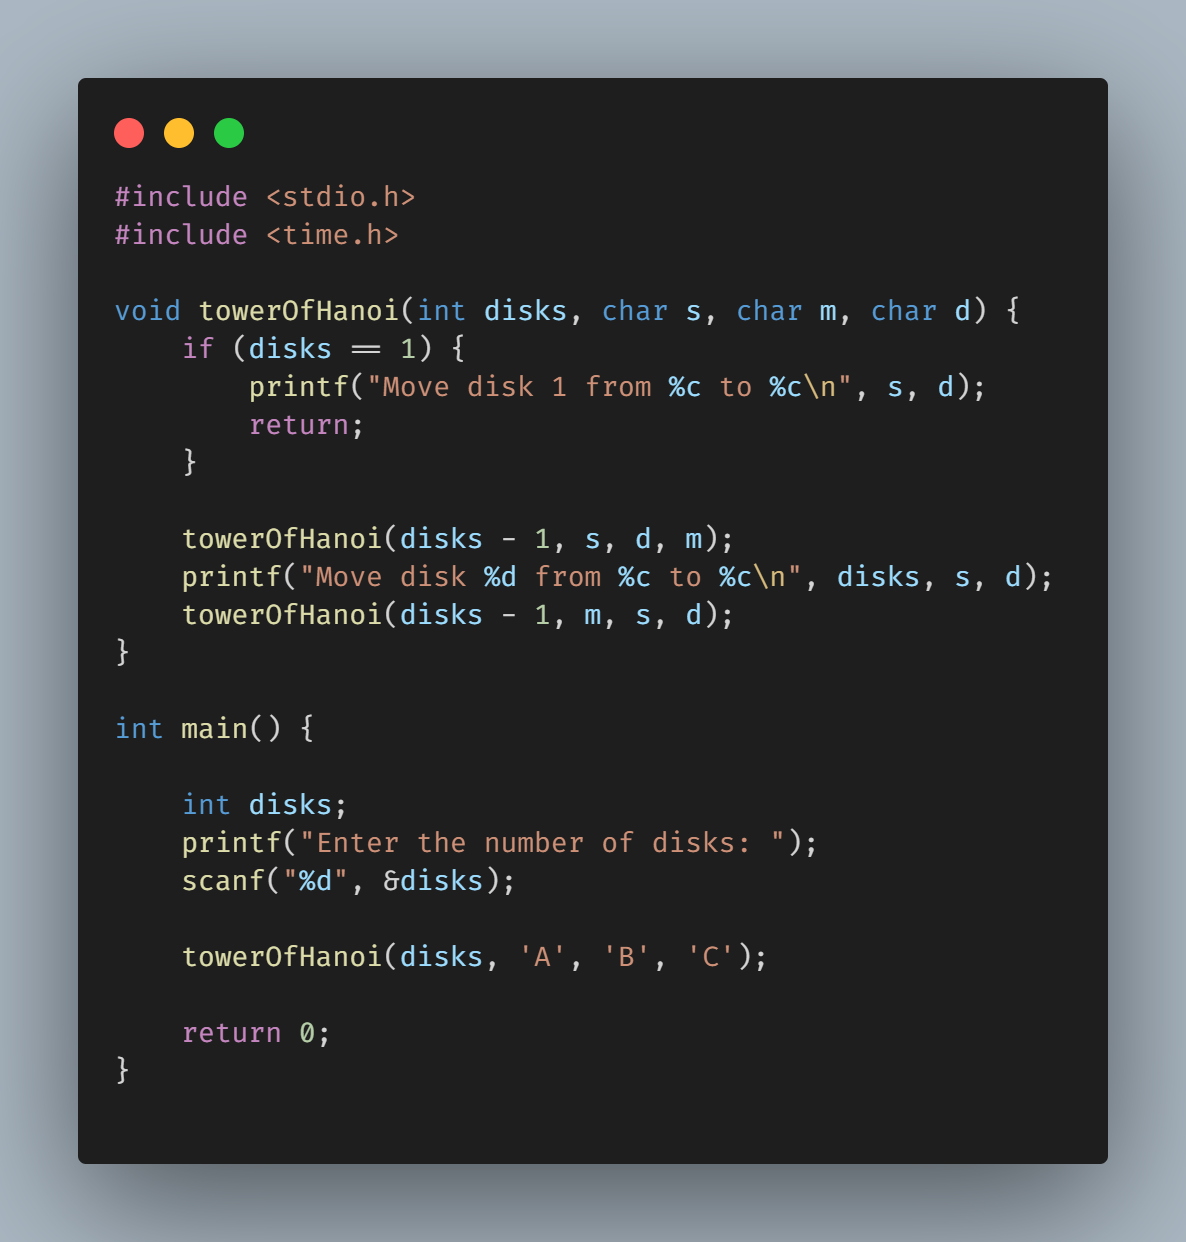 #include <stdio.h>
#include <time.h>

void towerOfHanoi(int disks, char s, char m, char d) {
    if (disks == 1) {
        printf("Move disk 1 from %c to %c\n", s, d);
        return;
    }

    towerOfHanoi(disks - 1, s, d, m);
    printf("Move disk %d from %c to %c\n", disks, s, d);
    towerOfHanoi(disks - 1, m, s, d);
}

int main() {

    int disks;
    printf("Enter the number of disks: ");
    scanf("%d", &disks);

    towerOfHanoi(disks, 'A', 'B', 'C');

    return 0;
}